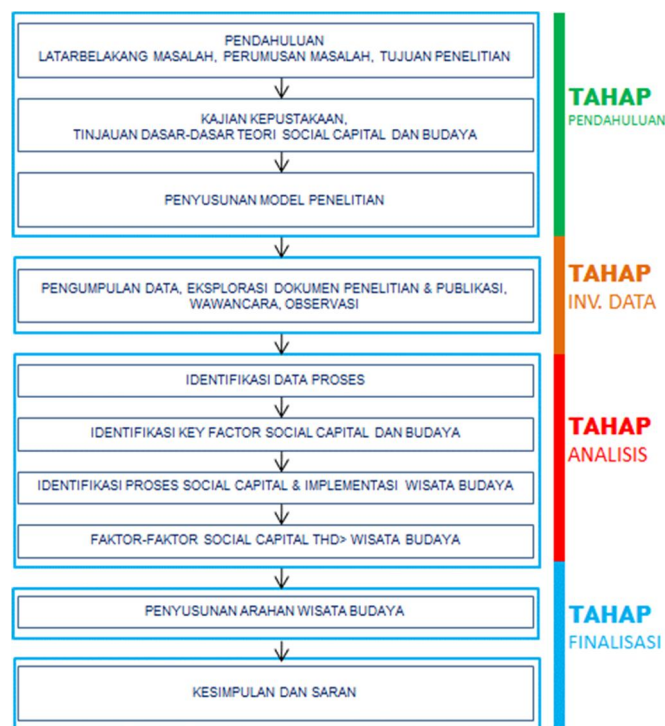 PENDAHULUAN
LATARBELAKANG MASALAH, PERUMUSAN MASALAH, TUJUAN PENELITIAN
KAJIAN KEPUSTAKAAN,
TINJAUAN DASAR-DASAR TEORI SOCIAL CAPITAL DAN BUDAYA
PENYUSUNAN MODEL PENELITIAN
TAHAP
PENDAHULUAN
PENGUMPULAN DATA, EKSPLORASI DOKUMEN PENELITIAN & PUBLIKASI,
WAWANCARA, OBSERVASI
TAHAP
INV. DATA
IDENTIFIKASI DATA PROSES
IDENTIFIKASI KEY FACTOR SOCIAL CAPITAL DAN BUDAYA
IDENTIFIKASI PROSES SOCIAL CAPITAL & IMPLEMENTASI WISATA BUDAYA
FAKTOR-FAKTOR SOCIAL CAPITAL THD> WISATA BUDAYA
TAHAP
ANALISIS
PENYUSUNAN ARAHAN WISATA BUDAYA
KESIMPULAN DAN SARAN
TAHAP
FINALISASI